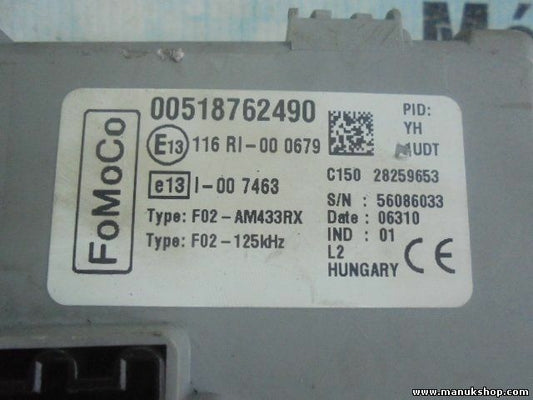 M
FoMoCo
00518762490
E13 116 RI-00 0679
e13 I-00 7463
Type: F02-AM433RX
Type: F02-125kHz
PID:
YH
UDT
C150 28259653
S/N : 56086033
Date : 06310
IND : 01
L2
HUNGARY CE
www.manukshop.com